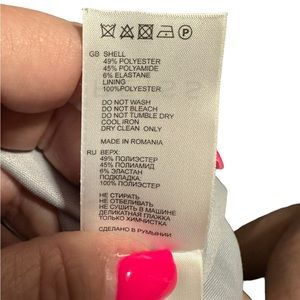 P
GB SHELL
49% POLYESTER
45% POLYAMIDE
6% ELASTANE
LINING
100%POLYESTER
DO NOT WASH
DO NOT BLEACH
DO NOT TUMBLE DRY
COOL IRON
DRY CLEAN ONLY
MADE IN ROMANIA
RU ВЕРХ:
49% ПОЛИЭСТЕР
45% ПОЛИАМИД
6% ЭЛАСТАН
ПОДКЛАДКА:
100% ПОЛИЭСТЕР
НЕ СТИРАТЬ
НЕ ОТБЕЛИВАТЬ
НЕ СУШИТЬ В МАШИНЕ
ДЕЛИКАТНАЯ ГЛАЖКА
ТОЛЬКО ХИМЧИСТКА
СДЕЛАНО В РУМЫНИИ